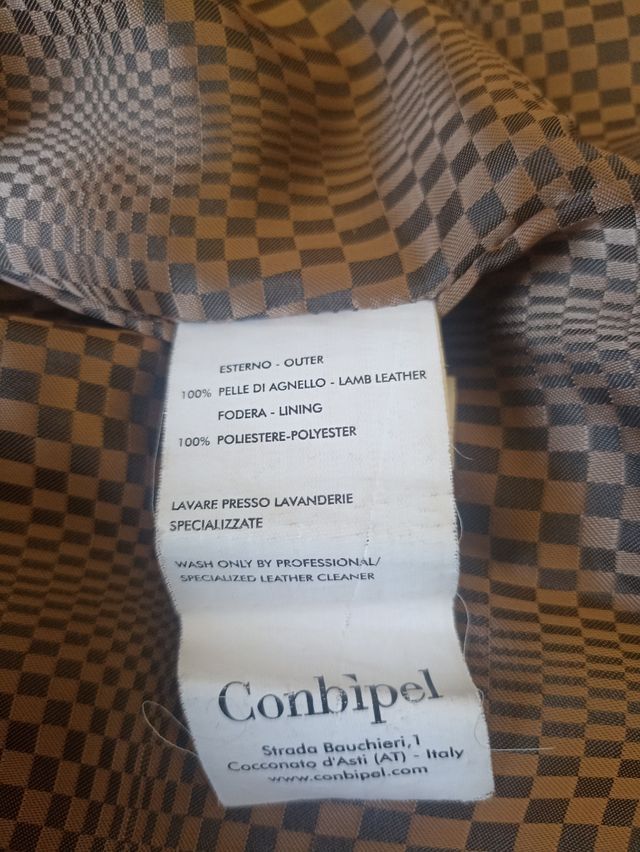 ESTERNO - OUTER
100% PELLE DI AGNELLO - LAMB LEATHER
FODERA - LINING
100% POLIESTERE-POLYESTER
LAVARE PRESSO LAVANDERIE
SPECIALIZZATE
WASH ONLY BY PROFESSIONAL/
SPECIALIZED LEATHER CLEANER
Conbìpel
Strada Bauchieri,1
Cocconato d'Asti (AT) - Italy
www.conbipel.com